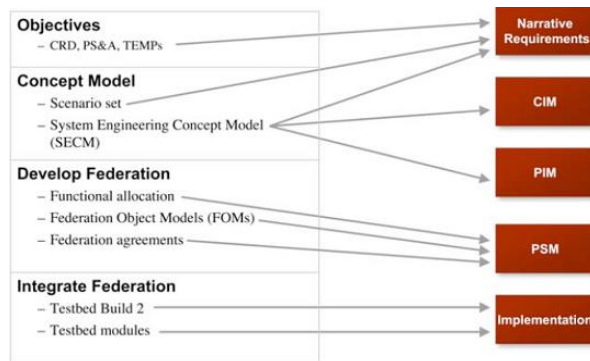 Objectives
– CRD, PS&A, TEMPs
Concept Model
– Scenario set
– System Engineering Concept Model
(SECM)
Develop Federation
– Functional allocation
– Federation Object Models (FOMs)
– Federation agreements
Integrate Federation
– Testbed Build 2
– Testbed modules
Narrative
Requirements
CIM
PIM
PSM
Implementation